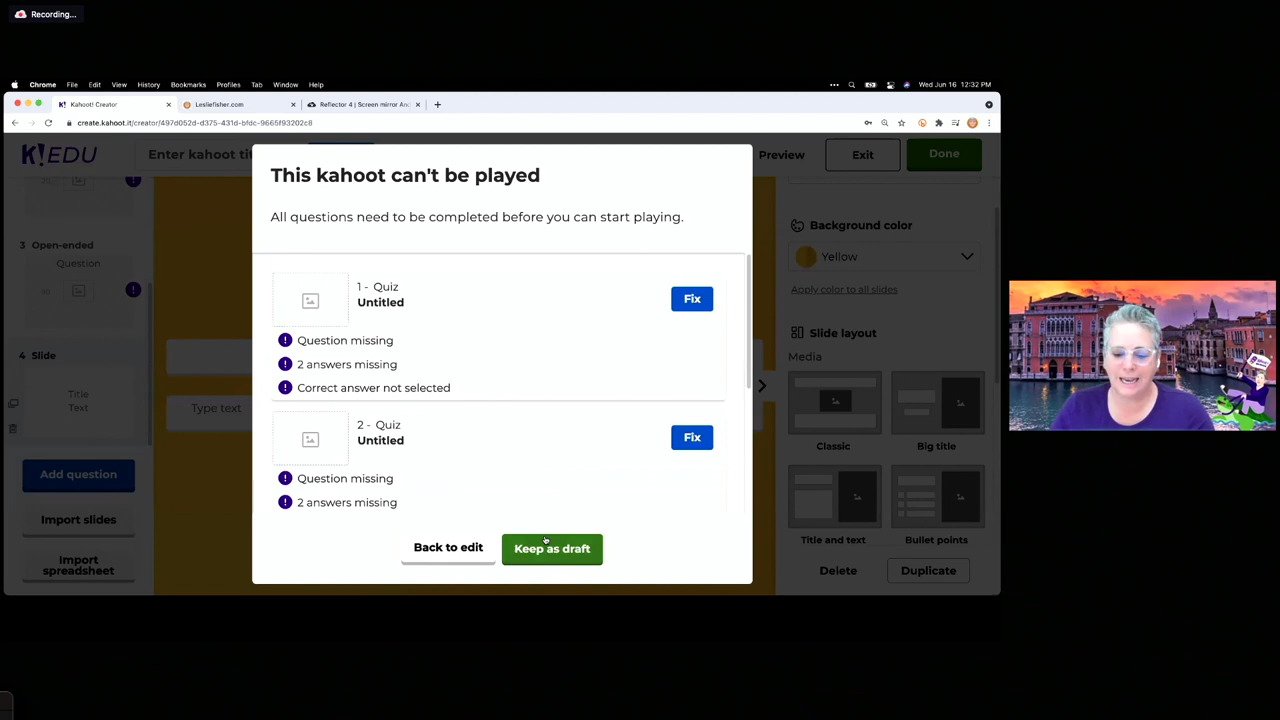 Recording...
Chrome File Edit View History Bookmarks Profiles Tab Window Help
Wed Jun 16 12:32 PM
K! Kahoot! Creator
Lesliefisher.com
Reflector 4 | Screen mirror An
create.kahoot.it/creator/497d052d-d375-431d-bfdc-9665f93202c8
K!EDU
Enter kahoot tit
Preview
Exit
Done
3 Open-ended
Question
4 Slide
Title
Text
Add question
Import slides
Import
spreadsheet
Type text
This kahoot can't be played
All questions need to be completed before you can start playing.
1 - Quiz
Untitled
Fix
Question missing
2 answers missing
Correct answer not selected
2 - Quiz
Untitled
Fix
Question missing
2 answers missing
Back to edit
Keep as draft
Background color
Yellow
Apply color to all slides
Slide layout
Media
Classic
Big title
Title and text
Bullet points
Delete
Duplicate